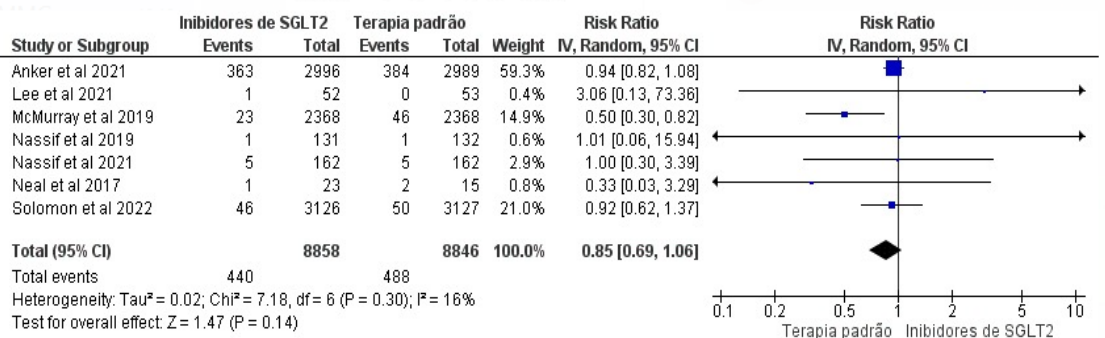 Inibidores de SGLT2 Terapia padrão Risk Ratio Risk Ratio
Study or Subgroup Events Total Events Total Weight IV, Random, 95% CI IV, Random, 95% CI
Anker et al 2021 363 2996 384 2989 59.3% 0.94 [0.82, 1.08]
Lee et al 2021 1 52 0 53 0.4% 3.06 [0.13, 73.36]
McMurray et al 2019 23 2368 46 2368 14.9% 0.50 [0.30, 0.82]
Nassif et al 2019 1 131 1 132 0.6% 1.01 [0.06, 15.94]
Nassif et al 2021 5 162 5 162 2.9% 1.00 [0.30, 3.39]
Neal et al 2017 1 23 2 15 0.8% 0.33 [0.03, 3.29]
Solomon et al 2022 46 3126 50 3127 21.0% 0.92 [0.62, 1.37]
Total (95% CI) 8858 8846 100.0% 0.85 [0.69, 1.06]
Total events 440 488
Heterogeneity: Tau² = 0.02; Chi² = 7.18, df = 6 (P = 0.30); I² = 16%
Test for overall effect: Z = 1.47 (P = 0.14)
0.1 0.2 0.5 1 2 5 10
Terapia padrão Inibidores de SGLT2